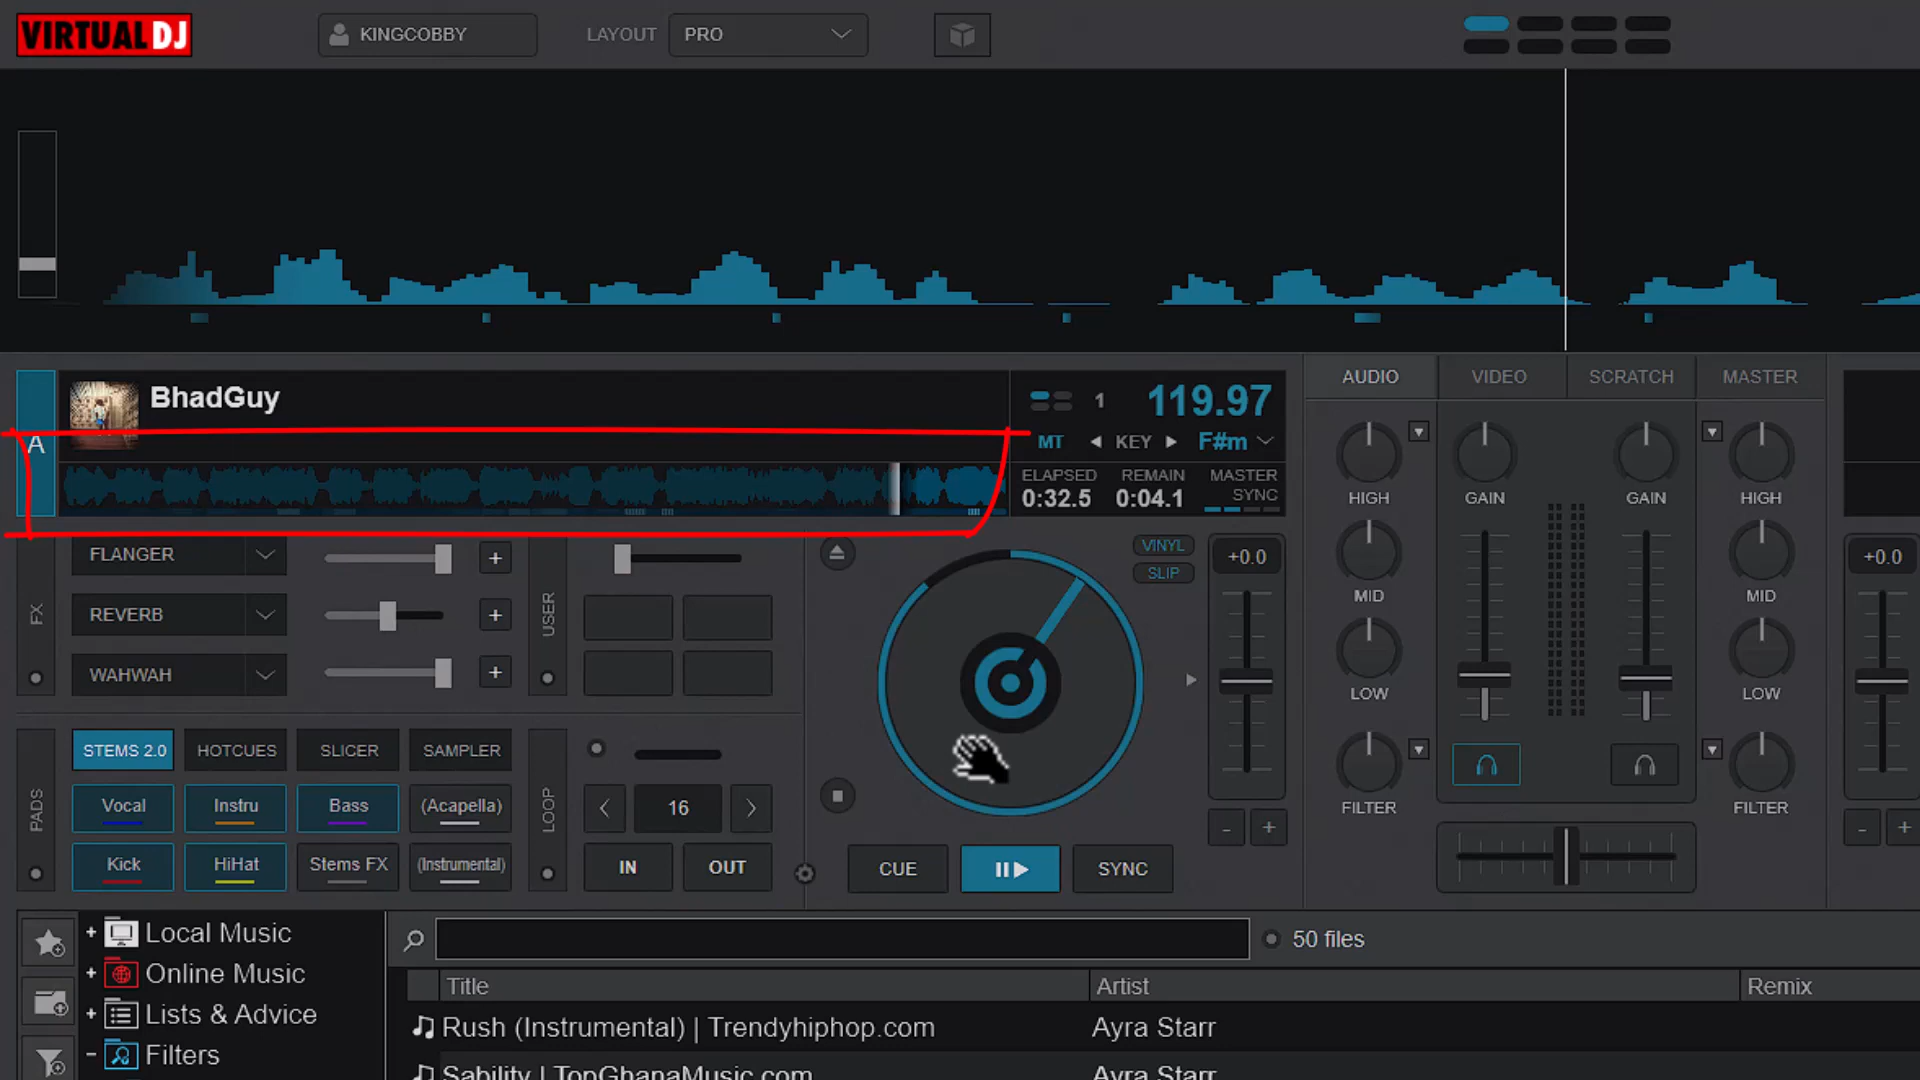 VIRTUAL DJ
KINGCOBBY
LAYOUT
PRO
A
BhadGuy
1
119.97
MT
KEY
F#m
ELAPSED
0:32.5
REMAIN
0:04.1
MASTER
SYNC
FX
FLANGER
REVERB
WAHWAH
+
+
+
USER
VINYL
SLIP
+0.0
-
+
PADS
STEMS 2.0
HOTCUES
SLICER
SAMPLER
Vocal
Instru
Bass
(Acapella)
Kick
HiHat
Stems FX
(Instrumental)
LOOP
16
IN
OUT
CUE
SYNC
AUDIO
VIDEO
SCRATCH
MASTER
HIGH
GAIN
GAIN
HIGH
MID
MID
LOW
LOW
FILTER
FILTER
+0.0
-
+
+ Local Music
+ Online Music
+ Lists & Advice
- Filters
50 files
Title
Artist
Remix
Rush (Instrumental) | Trendyhiphop.com
Ayra Starr
Sability | TopGhanaMusic.com
Ayra Starr